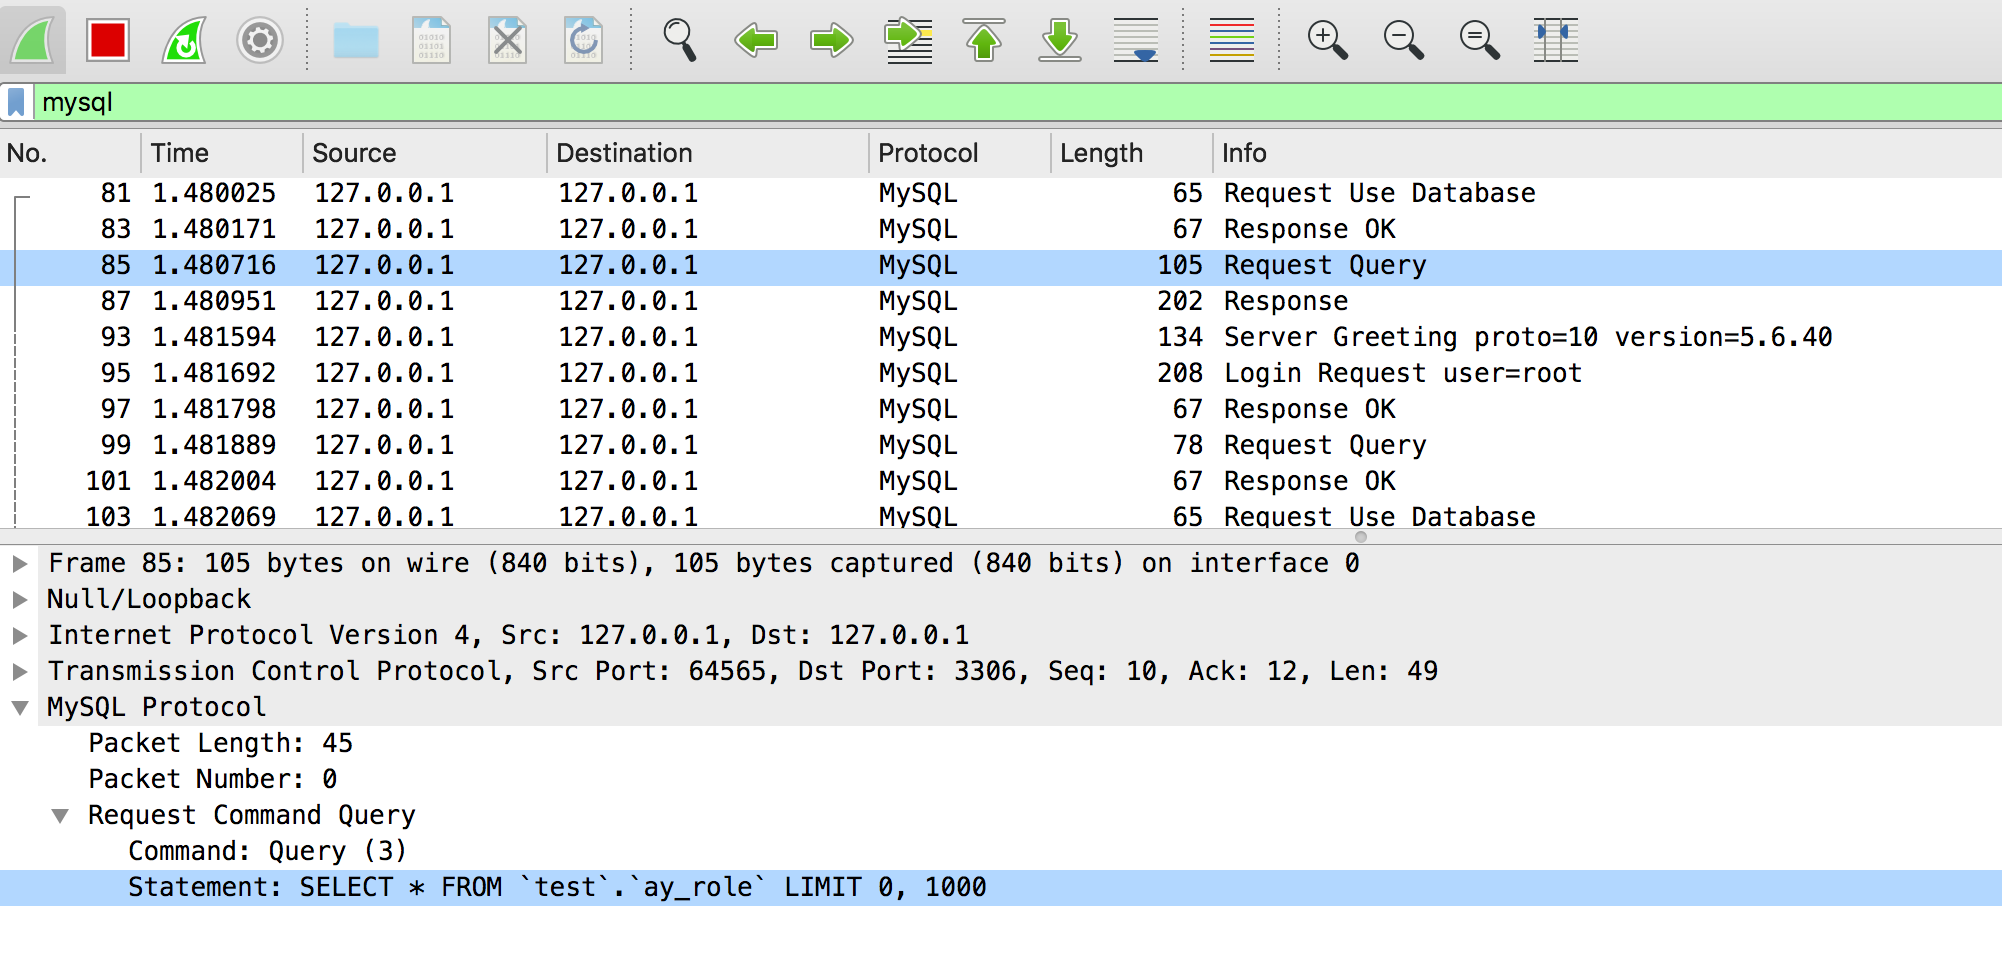 mysql
No. Time Source Destination Protocol Length Info
81 1.480025 127.0.0.1 127.0.0.1 MySQL 65 Request Use Database
83 1.480171 127.0.0.1 127.0.0.1 MySQL 67 Response OK
85 1.480716 127.0.0.1 127.0.0.1 MySQL 105 Request Query
87 1.480951 127.0.0.1 127.0.0.1 MySQL 202 Response
93 1.481594 127.0.0.1 127.0.0.1 MySQL 134 Server Greeting proto=10 version=5.6.40
95 1.481692 127.0.0.1 127.0.0.1 MySQL 208 Login Request user=root
97 1.481798 127.0.0.1 127.0.0.1 MySQL 67 Response OK
99 1.481889 127.0.0.1 127.0.0.1 MySQL 78 Request Query
101 1.482004 127.0.0.1 127.0.0.1 MySQL 67 Response OK
103 1.482069 127.0.0.1 127.0.0.1 MySQL 65 Request Use Database
Frame 85: 105 bytes on wire (840 bits), 105 bytes captured (840 bits) on interface 0
Null/Loopback
Internet Protocol Version 4, Src: 127.0.0.1, Dst: 127.0.0.1
Transmission Control Protocol, Src Port: 64565, Dst Port: 3306, Seq: 10, Ack: 12, Len: 49
MySQL Protocol
Packet Length: 45
Packet Number: 0
Request Command Query
Command: Query (3)
Statement: SELECT * FROM `test`.`ay_role` LIMIT 0, 1000